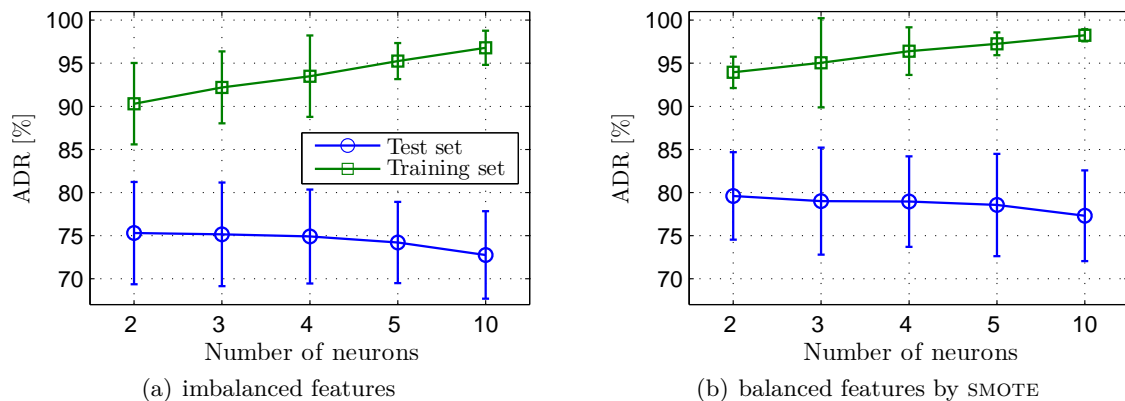 100
95
90
85
80
75
70
ADR [%]
Test set
Training set
2 3 4 5 10
Number of neurons
(a) imbalanced features
100
95
90
85
80
75
70
ADR [%]
2 3 4 5 10
Number of neurons
(b) balanced features by SMOTE